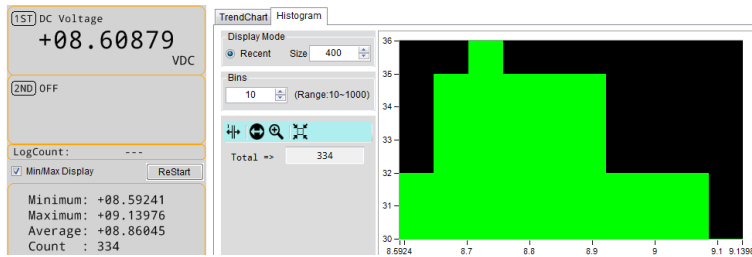 1ST DC Voltage
+08.60879
VDC
2ND OFF
LogCount: ---
Min/Max Display ReStart
Minimum: +08.59241
Maximum: +09.13976
Average: +08.86045
Count : 334
TrendChart Histogram
Display Mode
Recent Size 400
Bins
10 (Range:10~1000)
Total => 334
36
35
34
33
32
31
30
8.5924 8.7 8.8 8.9 9 9.1 9.1398